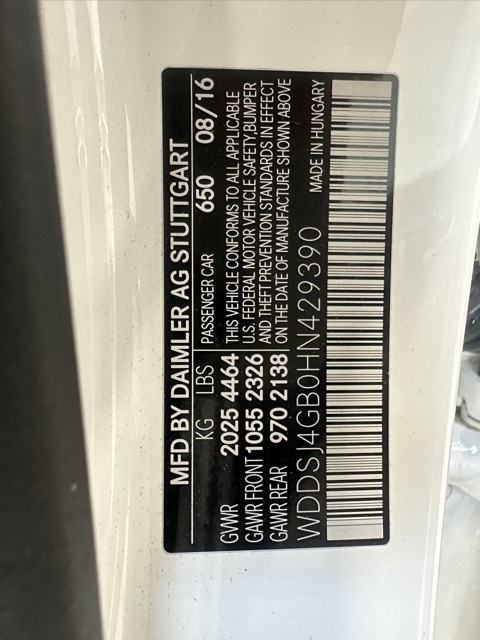 MFD BY DAIMLER AG STUTTGART
KG LBS
GVWR 2025 4464
GAWR FRONT 1055 2326
GAWR REAR 970 2138
PASSENGER CAR 650 08/16
THIS VEHICLE CONFORMS TO ALL APPLICABLE
U.S. FEDERAL MOTOR VEHICLE SAFETY,BUMPER
AND THEFT PREVENTION STANDARDS IN EFFECT
ON THE DATE OF MANUFACTURE SHOWN ABOVE
WDDSJ4GB0HN429390 MADE IN HUNGARY